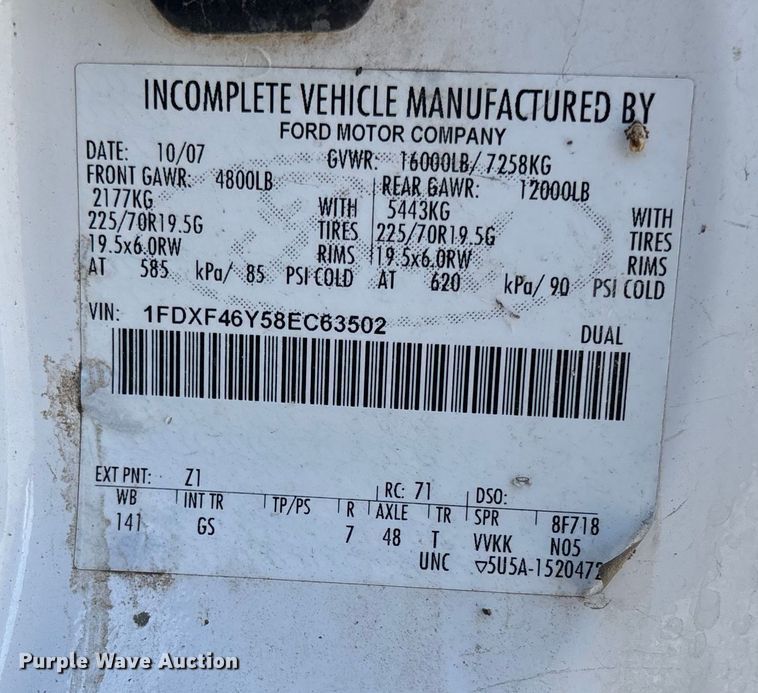 INCOMPLETE VEHICLE MANUFACTURED BY
FORD MOTOR COMPANY
DATE: 10/07 GVWR: 16000LB/ 7258KG
FRONT GAWR: 4800LB REAR GAWR: 12000LB
2177KG WITH 5443KG WITH
225/70R19.5G TIRES 225/70R19.5G TIRES
19.5x6.0RW RIMS 19.5x6.0RW RIMS
AT 585 kPa/ 85 PSI COLD AT 620 kPa/ 90 PSI COLD
VIN: 1FDXF46Y58EC63502 DUAL
EXT PNT: Z1 RC: 71 DSO:
WB INT TR TP/PS R AXLE TR SPR 8F718
141 GS 7 48 T VVKK N05
UNC ▽5U5A-1520472
Purple Wave Auction